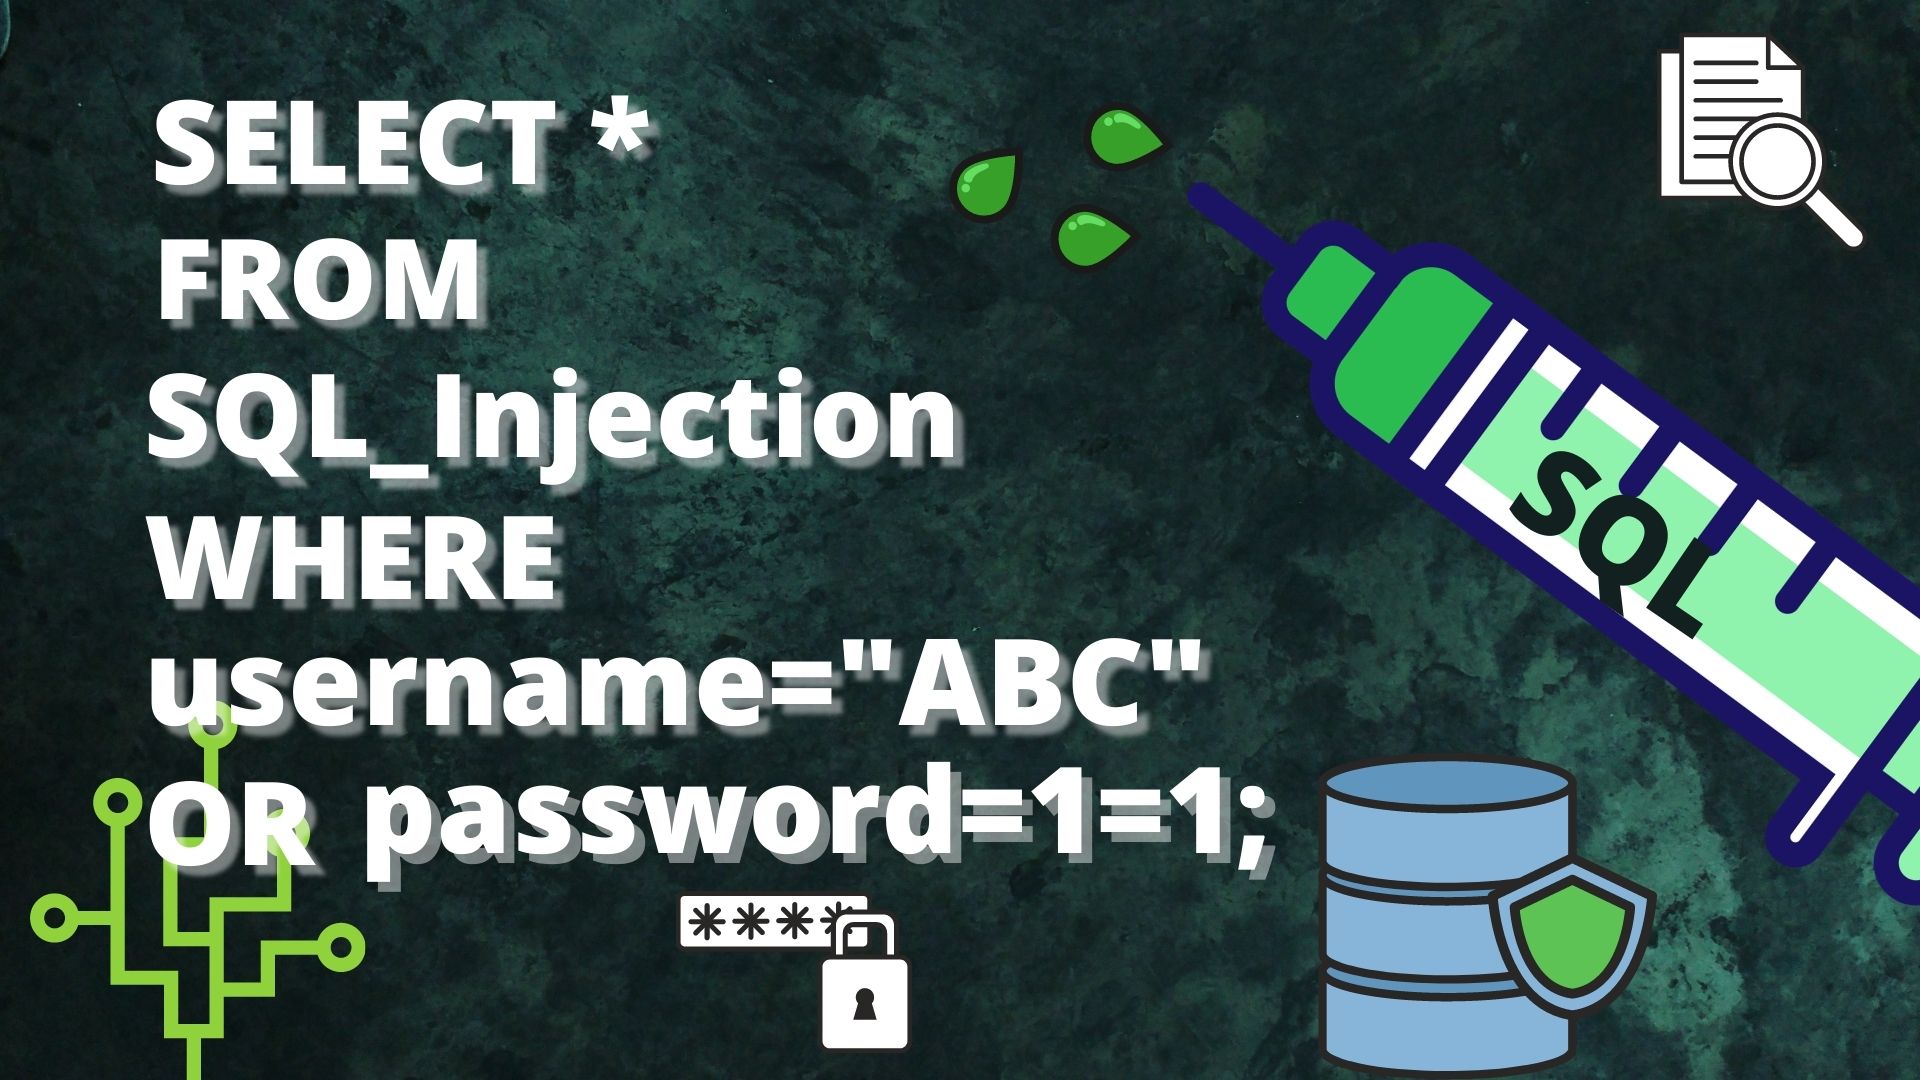 SELECT *
FROM
SQL_Injection
WHERE
username="ABC"
OR password=1=1;
SQL
****